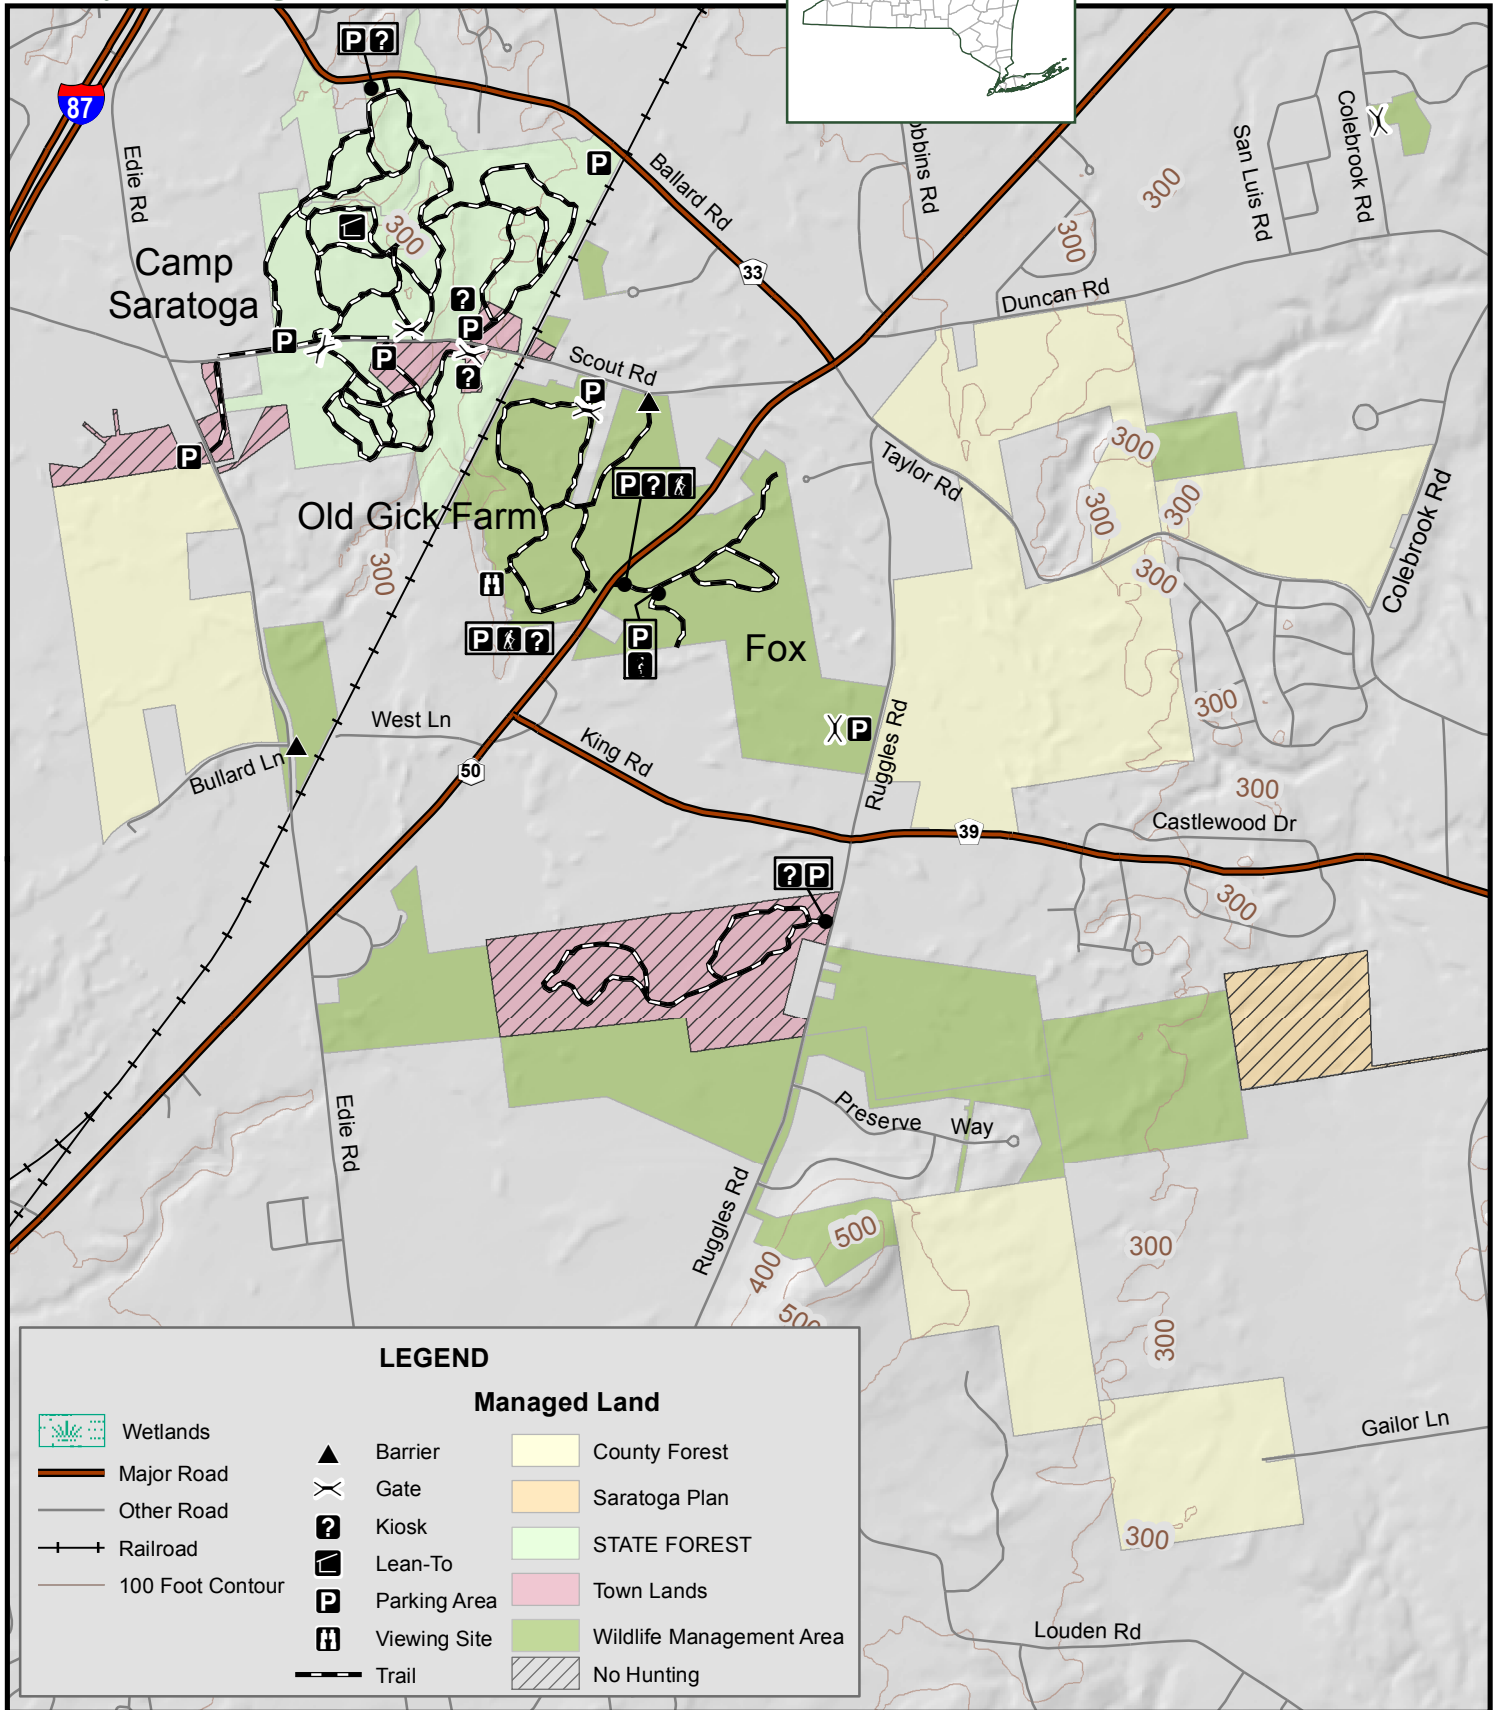 P ?
87
Edie Rd
Ballard Rd
Robbins Rd
San Luis Rd
Colebrook Rd
300
P
300
300
Camp
Saratoga
300
33
Duncan Rd
?
P
P
P
?
Scout Rd
P
P
P ?
Taylor Rd
300
300
300
Colebrook Rd
Old Gick Farm
300
300
P ?
P
Fox
300
P
Ruggles Rd
West Ln
King Rd
Bullard Ln
50
300
Castlewood Dr
39
? P
300
Edie Rd
Preserve Way
Ruggles Rd
500
400
500
300
300
Gailor Ln
300
Louden Rd
LEGEND
Managed Land
Wetlands
Major Road
Other Road
Railroad
100 Foot Contour
Barrier
Gate
? Kiosk
Lean-To
P Parking Area
Viewing Site
Trail
County Forest
Saratoga Plan
STATE FOREST
Town Lands
Wildlife Management Area
No Hunting